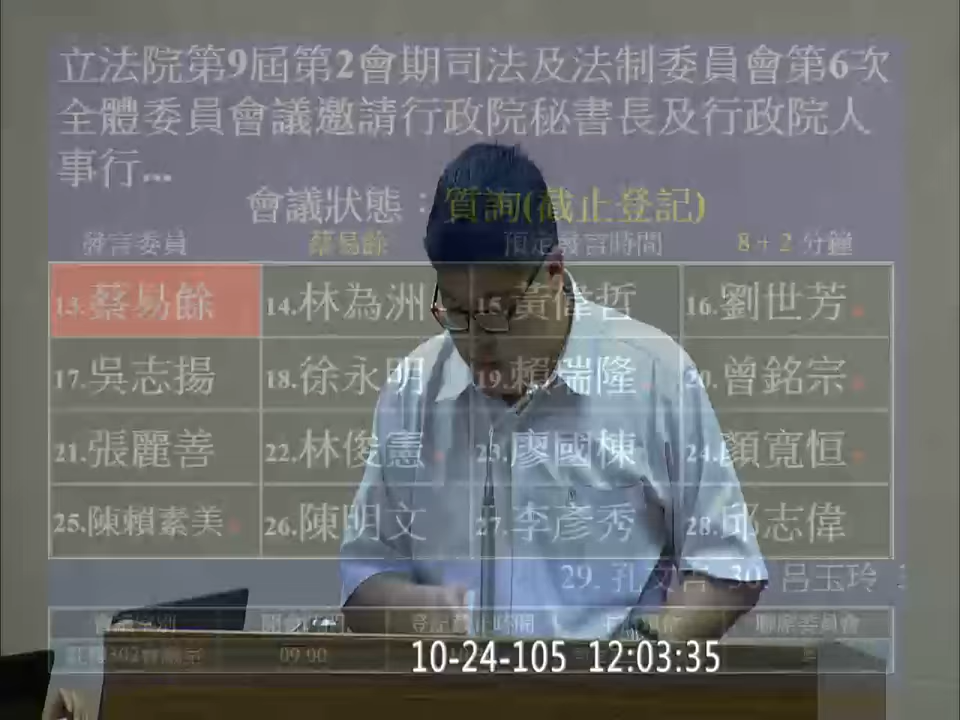 立法院第9屆第2會期司法及法制委員會第6次
全體委員會議邀請行政院秘書長及行政院人
事行...
會議狀態：質詢(截止登記)
發言委員 蔡易餘 預定發言時間 8+2 分鐘
13.蔡易餘 14.林為洲 15.黃偉哲 16.劉世芳
17.吳志揚 18.徐永明 19.賴瑞隆 20.曾銘宗
21.張麗善 22.林俊憲 23.廖國棟 24.顏寬恒
25.陳賴素美 26.陳明文 27.李彥秀 28.邱志偉
29. 孔文吉 30. 呂玉玲
09:00
10-24-105 12:03:35